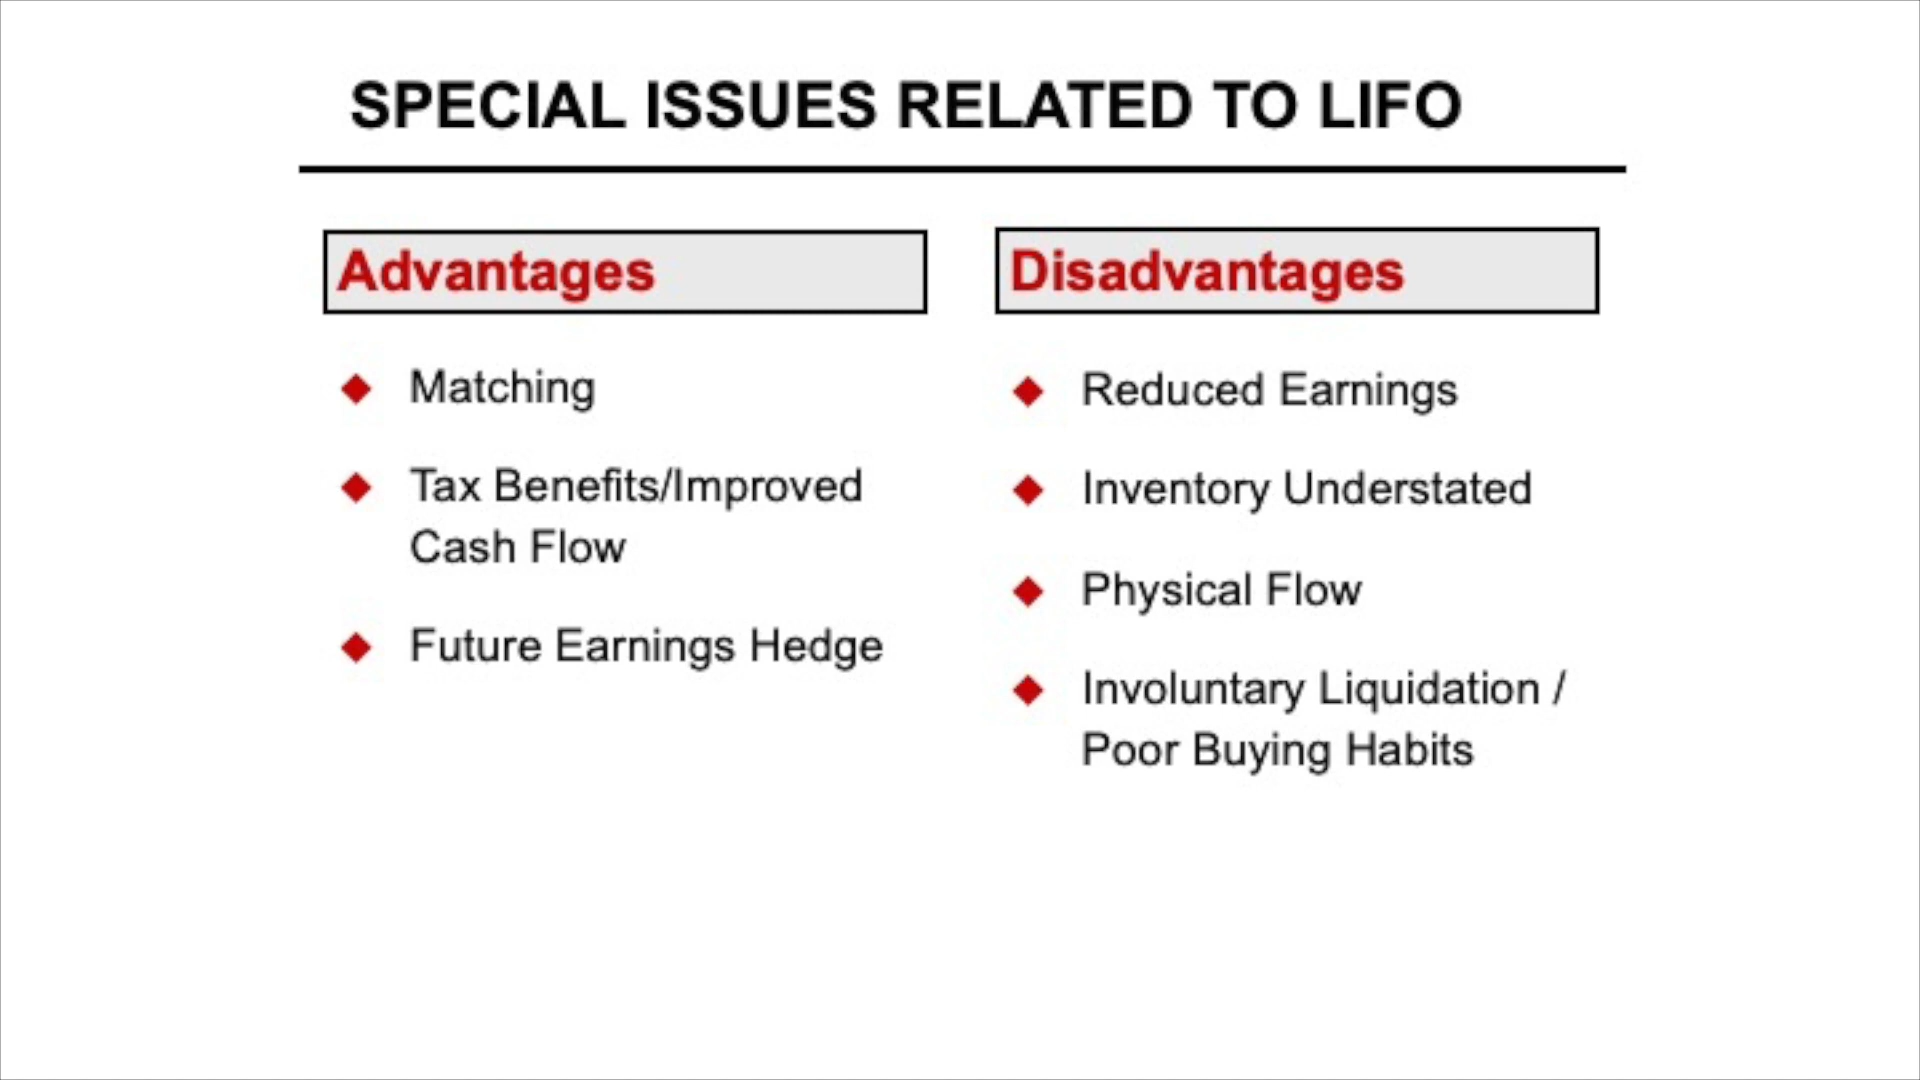 SPECIAL ISSUES RELATED TO LIFO
Advantages
Matching
Tax Benefits/Improved
Cash Flow
Future Earnings Hedge
Disadvantages
Reduced Earnings
Inventory Understated
Physical Flow
Involuntary Liquidation /
Poor Buying Habits